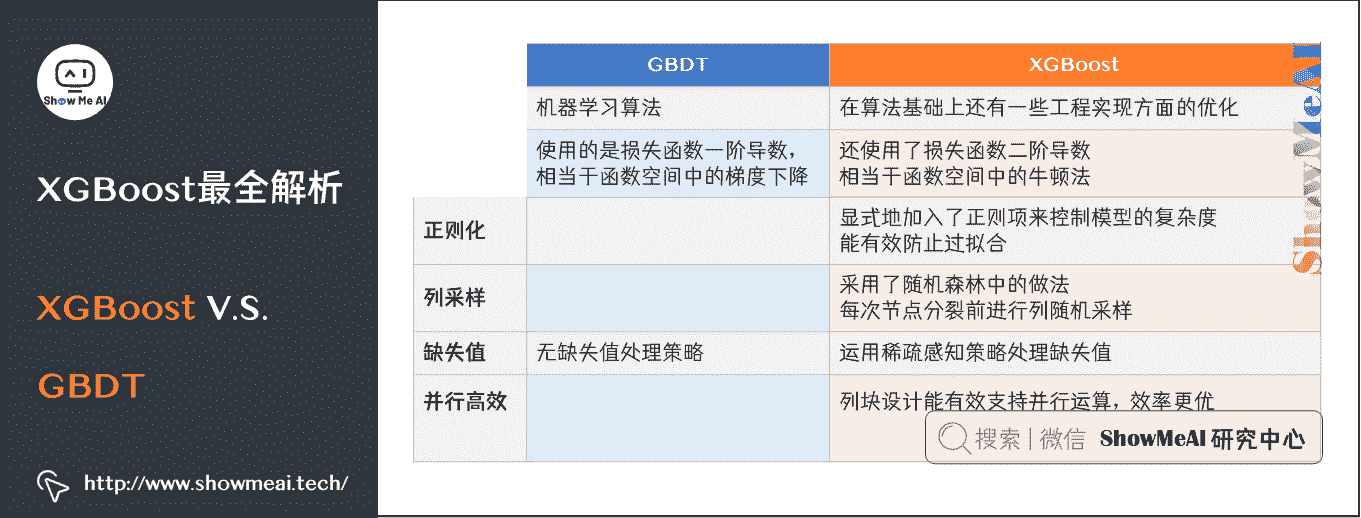 Show Me AI
XGBoost最全解析
XGBoost V.S.
GBDT
http://www.showmeai.tech/
GBDT
XGBoost
机器学习算法
在算法基础上还有一些工程实现方面的优化
使用的是损失函数一阶导数，
相当于函数空间中的梯度下降
还使用了损失函数二阶导数
相当于函数空间中的牛顿法
正则化
显式地加入了正则项来控制模型的复杂度
能有效防止过拟合
列采样
采用了随机森林中的做法
每次节点分裂前进行列随机采样
缺失值
无缺失值处理策略
运用稀疏感知策略处理缺失值
并行高效
列块设计能有效支持并行运算，效率更优
搜索 | 微信 ShowMeAI 研究中心
ShowMeAI